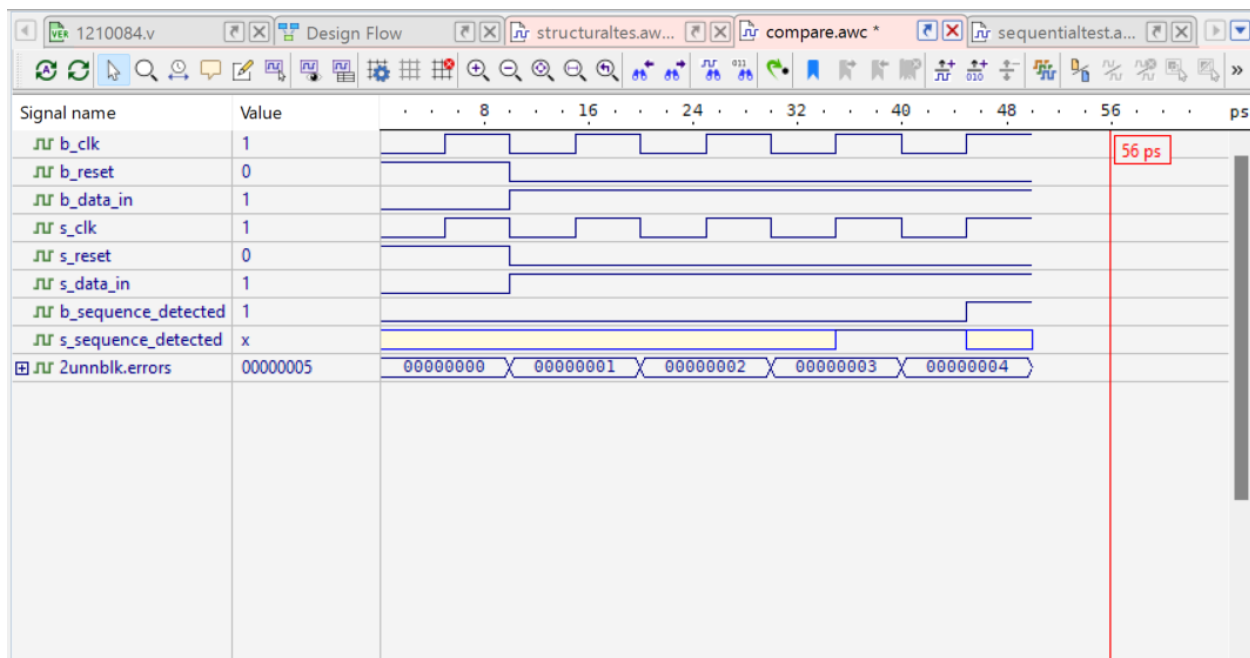 1210084.v Design Flow structuraltes.aw... compare.awc * sequentialtest.a...
Signal name Value 8 16 24 32 40 48 56 ps
b_clk 1
56 ps
b_reset 0
b_data_in 1
s_clk 1
s_reset 0
s_data_in 1
b_sequence_detected 1
s_sequence_detected x
2unnblk.errors 00000005 00000000 00000001 00000002 00000003 00000004